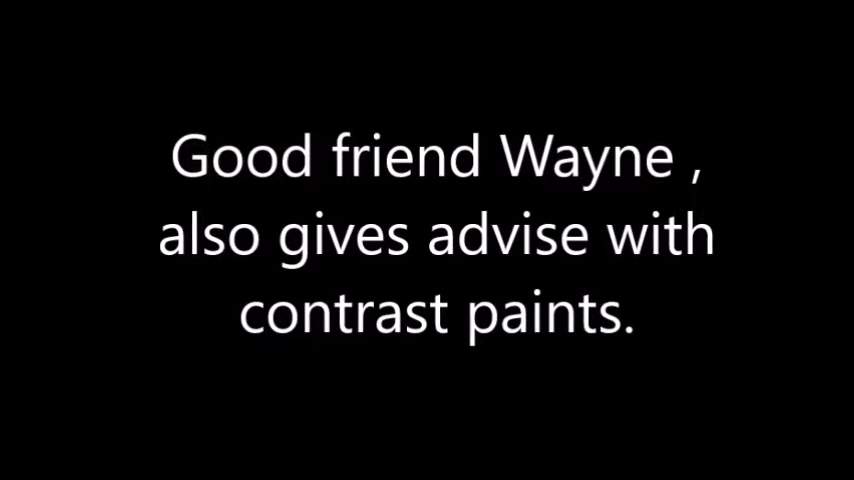 Good friend Wayne ,
also gives advise with
contrast paints.